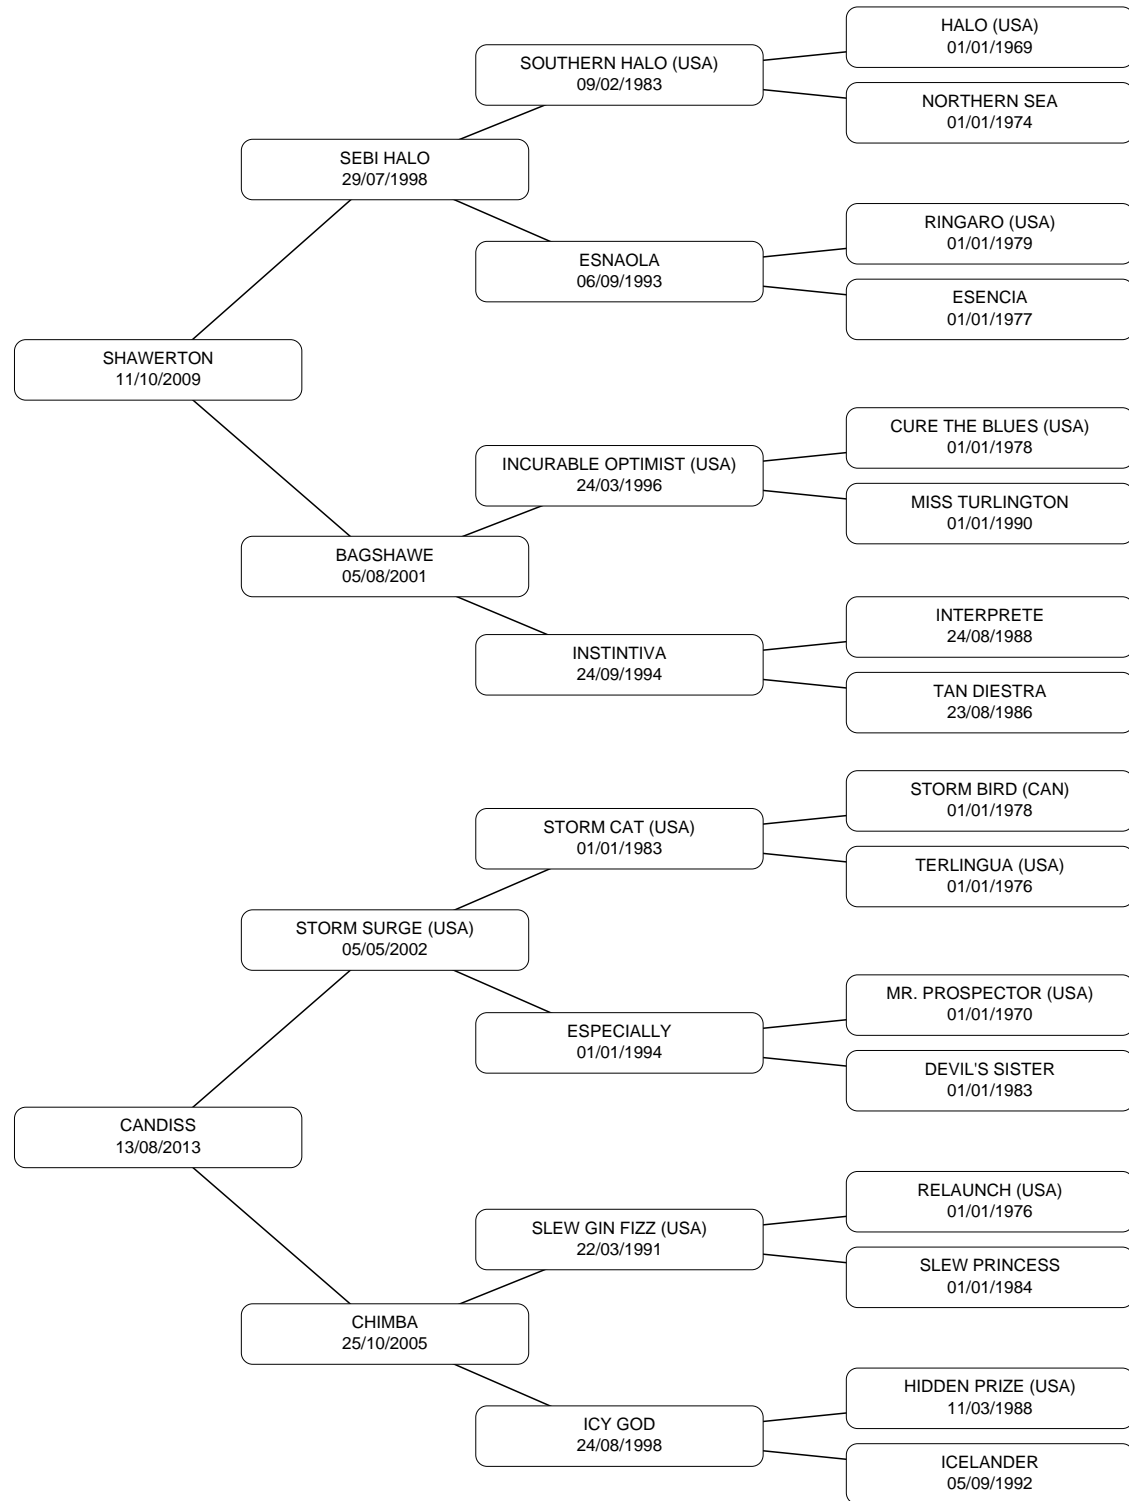 HALO (USA)
01/01/1969
SOUTHERN HALO (USA)
09/02/1983
NORTHERN SEA
01/01/1974
SEBI HALO
29/07/1998
RINGARO (USA)
01/01/1979
ESNAOLA
06/09/1993
ESENCIA
01/01/1977
SHAWERTON
11/10/2009
CURE THE BLUES (USA)
01/01/1978
INCURABLE OPTIMIST (USA)
24/03/1996
MISS TURLINGTON
01/01/1990
BAGSHAWE
05/08/2001
INTERPRETE
24/08/1988
INSTINTIVA
24/09/1994
TAN DIESTRA
23/08/1986
STORM BIRD (CAN)
01/01/1978
STORM CAT (USA)
01/01/1983
TERLINGUA (USA)
01/01/1976
STORM SURGE (USA)
05/05/2002
MR. PROSPECTOR (USA)
01/01/1970
ESPECIALLY
01/01/1994
DEVIL'S SISTER
01/01/1983
CANDISS
13/08/2013
RELAUNCH (USA)
01/01/1976
SLEW GIN FIZZ (USA)
22/03/1991
SLEW PRINCESS
01/01/1984
CHIMBA
25/10/2005
HIDDEN PRIZE (USA)
11/03/1988
ICY GOD
24/08/1998
ICELANDER
05/09/1992